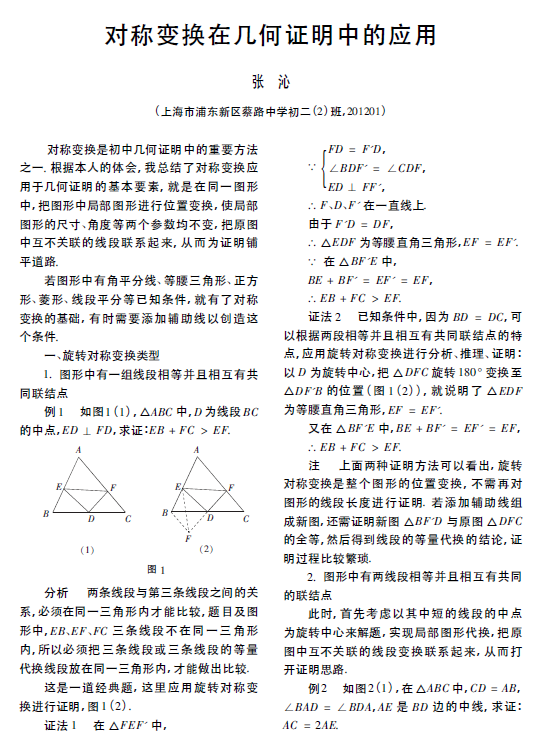 对称变换在几何证明中的应用
张　沁
(上海市浦东新区蔡路中学初二(2)班,201201)
对称变换是初中几何证明中的重要方法
之一. 根据本人的体会, 我总结了对称变换应
用于几何证明的基本要素, 就是在同一图形
中, 把图形中局部图形进行位置变换, 使局部
图形的尺寸、角度等两个参数均不变, 把原图
中互不关联的线段联系起来, 从而为证明铺
平道路.
若图形中有角平分线、等腰三角形、正方
形、菱形、线段平分等已知条件, 就有了对称
变换的基础, 有时需要添加辅助线以创造这
个条件.
一、旋转对称变换类型
1. 图形中有一组线段相等并且相互有共
同联结点
例 1　如图 1(1), △ABC 中, D 为线段 BC
的中点, ED ⊥ FD, 求证: EB + FC > EF.
A
E
F
B
D
C
(1)
A
E
F
B
D
C
F
(2)
图 1
分析　两条线段与第三条线段之间的关
系, 必须在同一三角形内才能比较, 题目及图
形中, EB、EF、FC 三条线段不在同一三角形
内, 所以必须把三条线段或三条线段的等量
代换线段放在同一三角形内, 才能做出比较.
这是一道经典题, 这里应用旋转对称变
换进行证明, 图 1(2).
证法 1　在 △FEF′ 中,
∵ { FD = F′D,
∠BDF′ = ∠CDF,
ED ⊥ FF′,
∴ F、D、F′ 在一直线上.
由于 F′D = DF,
∴ △EDF 为等腰直角三角形, EF = EF′.
∵ 在 △BF′E 中,
BE + BF′ = EF′ = EF,
∴ EB + FC > EF.
证法 2　已知条件中, 因为 BD = DC, 可
以根据两段相等并且相互有共同联结点的特
点, 应用旋转对称变换进行分析、推理、证明:
以 D 为旋转中心, 把 △DFC 旋转 180° 变换至
△DF′B 的位置 (图 1(2)), 就说明了 △EDF
为等腰直角三角形, EF = EF′.
又在 △BF′E 中, BE + BF′ = EF′ = EF,
∴ EB + FC > EF.
注　上面两种证明方法可以看出, 旋转
对称变换是整个图形的位置变换, 不需再对
图形的线段长度进行证明. 若添加辅助线组
成新图, 还需证明新图 △BF′D 与原图 △DFC
的全等, 然后得到线段的等量代换的结论, 证
明过程比较繁琐.
2. 图形中有两线段相等并且相互有共同
的联结点
此时, 首先考虑以其中短的线段的中点
为旋转中心来解题, 实现局部图形代换, 把原
图中互不关联的线段变换联系起来, 从而打
开证明思路.
例 2　如图 2(1), 在 △ABC 中, CD = AB,
∠BAD = ∠BDA, AE 是 BD 边的中线, 求证:
AC = 2AE.